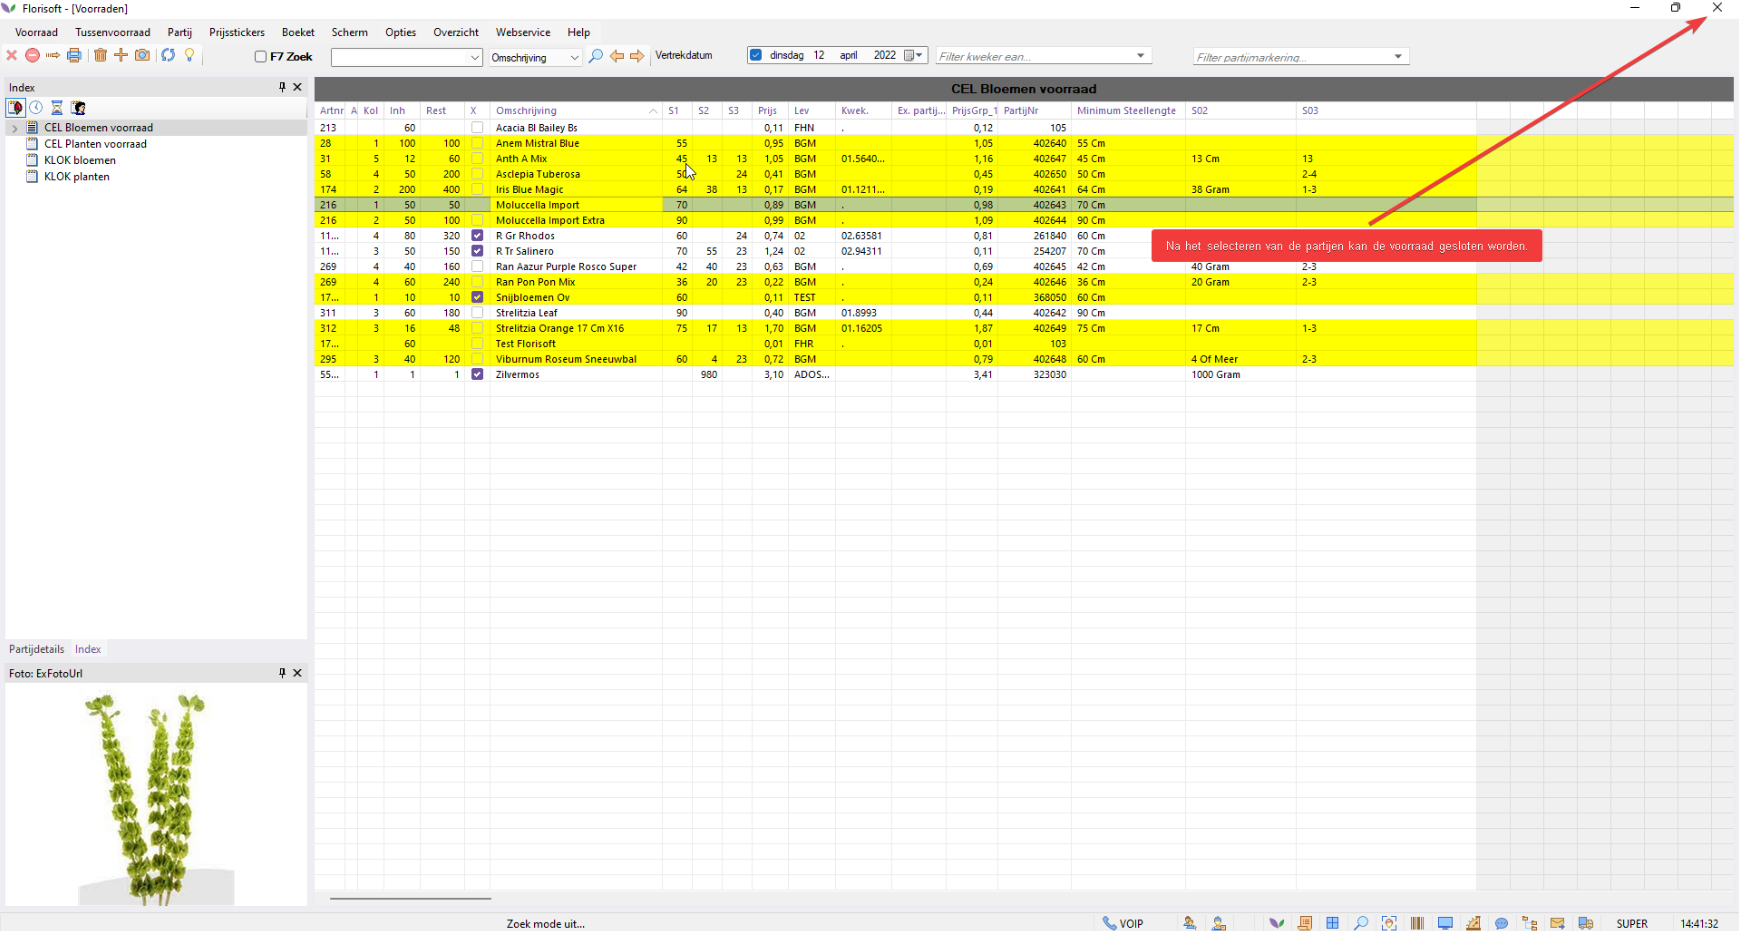 Florisoft - [Voorraden]
Voorraad Tussenvoorraad Partij Prijsstickers Boeket Scherm Opties Overzicht Webservice Help
F7 Zoek Omschrijving Vertrekdatum dinsdag 12 april 2022 Filter kweker ean... Filter partijmarkering...
Index
CEL Bloemen voorraad
CEL Planten voorraad
KLOK bloemen
KLOK planten
Partijdetails Index
Foto: ExFotoUrl
CEL Bloemen voorraad
Artnr A Kol Inh Rest X Omschrijving S1 S2 S3 Prijs Lev Kwek. Ex. partij... PrijsGrp_1 PartijNr Minimum Steellengte S02 S03
213 60 Acacia Bl Bailey Bs 0,11 FHN . 0,12 105
28 1 100 100 Anem Mistral Blue 55 0,95 BGM 1,05 402640 55 Cm
31 5 12 60 Anth A Mix 45 13 13 1,05 BGM 01.5640... 1,16 402647 45 Cm 13 Cm 13
58 4 50 200 Asclepia Tuberosa 50 24 0,41 BGM 0,45 402650 50 Cm 2-4
174 2 200 400 Iris Blue Magic 64 38 13 0,17 BGM 01.1211... 0,19 402641 64 Cm 38 Gram 1-3
216 1 50 50 Moluccella Import 70 0,89 BGM . 0,98 402643 70 Cm
216 2 50 100 Moluccella Import Extra 90 0,99 BGM . 1,09 402644 90 Cm
11... 4 80 320 R Gr Rhodos 60 24 0,74 02 02.63581 0,81 261840 60 Cm
11... 3 50 150 R Tr Salinero 70 55 23 1,24 02 02.94311 0,11 254207 70 Cm
269 4 40 160 Ran Aazur Purple Rosco Super 42 40 23 0,63 BGM . 0,69 402645 42 Cm 40 Gram 2-3
269 4 60 240 Ran Pon Pon Mix 36 20 23 0,22 BGM . 0,24 402646 36 Cm 20 Gram 2-3
17... 1 10 10 Snijbloemen Ov 60 0,11 TEST . 0,11 368050 60 Cm
311 3 60 180 Strelitzia Leaf 90 0,40 BGM 01.8993 0,44 402642 90 Cm
312 3 16 48 Strelitzia Orange 17 Cm X16 75 17 13 1,70 BGM 01.16205 1,87 402649 75 Cm 17 Cm 1-3
17... 60 Test Florisoft 0,01 FHR . 0,01 103
295 3 40 120 Viburnum Roseum Sneeuwbal 60 4 23 0,72 BGM 0,79 402648 60 Cm 4 Of Meer 2-3
55... 1 1 1 Zilvermos 980 3,10 ADOS... 3,41 323030 1000 Gram
Na het selecteren van de partijen kan de voorraad gesloten worden.
Zoek mode uit... VOIP SUPER 14:41:32